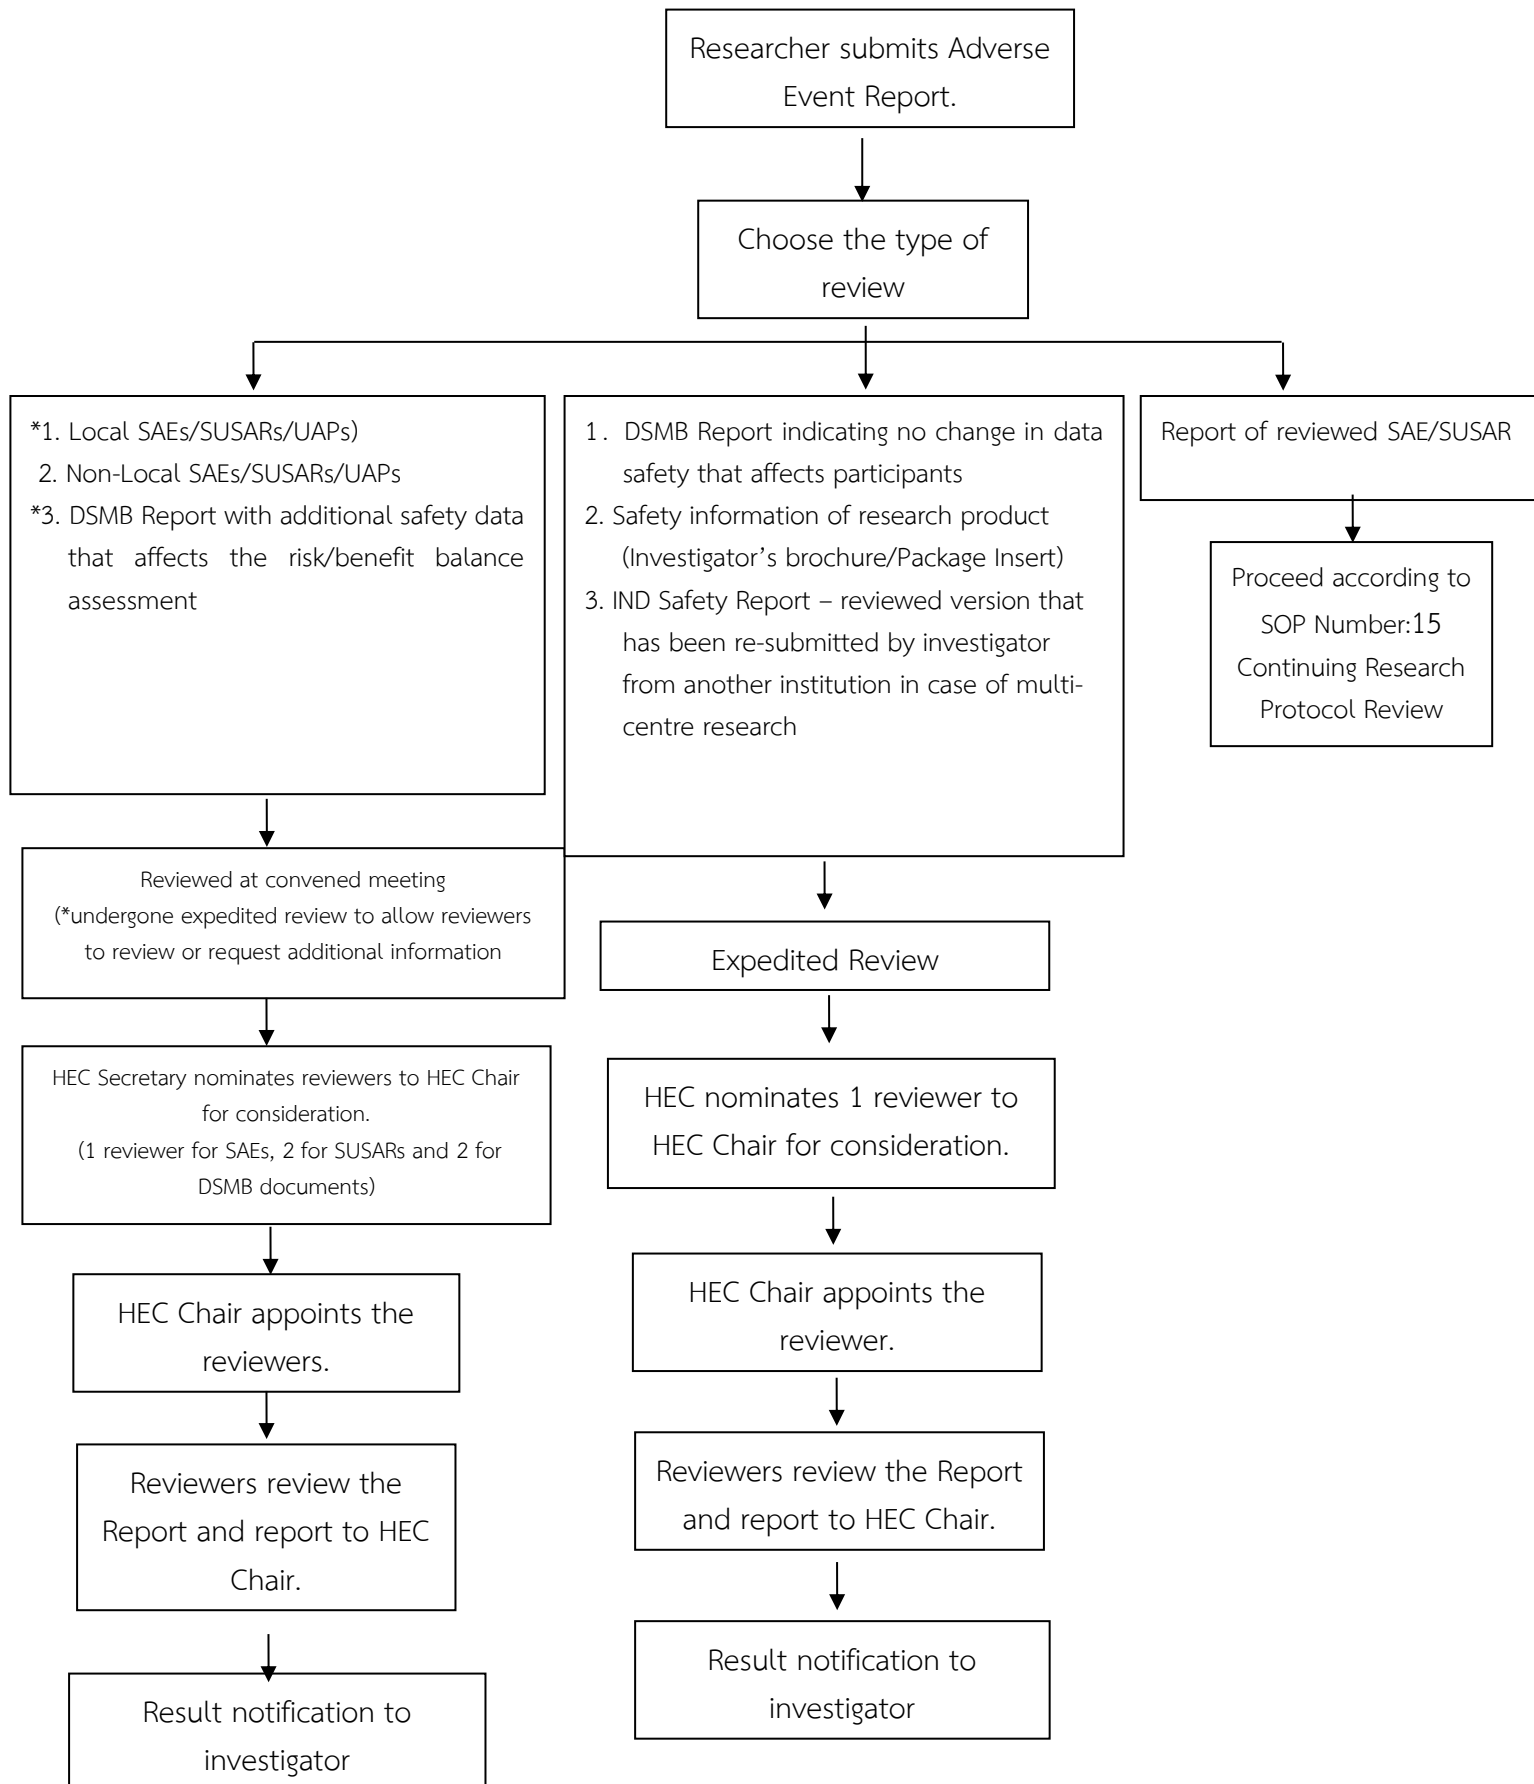 Researcher submits Adverse
Event Report.
Choose the type of
review
*1. Local SAEs/SUSARs/UAPs)
2. Non-Local SAEs/SUSARs/UAPs
*3. DSMB Report with additional safety data
that affects the risk/benefit balance
assessment
1. DSMB Report indicating no change in data
safety that affects participants
2. Safety information of research product
(Investigator’s brochure/Package Insert)
3. IND Safety Report – reviewed version that
has been re-submitted by investigator
from another institution in case of multi-
centre research
Report of reviewed SAE/SUSAR
Proceed according to
SOP Number:15
Continuing Research
Protocol Review
Reviewed at convened meeting
(*undergone expedited review to allow reviewers
to review or request additional information
Expedited Review
HEC Secretary nominates reviewers to HEC Chair
for consideration.
(1 reviewer for SAEs, 2 for SUSARs and 2 for
DSMB documents)
HEC nominates 1 reviewer to
HEC Chair for consideration.
HEC Chair appoints the
reviewers.
HEC Chair appoints the
reviewer.
Reviewers review the
Report and report to HEC
Chair.
Reviewers review the Report
and report to HEC Chair.
Result notification to
investigator
Result notification to
investigator